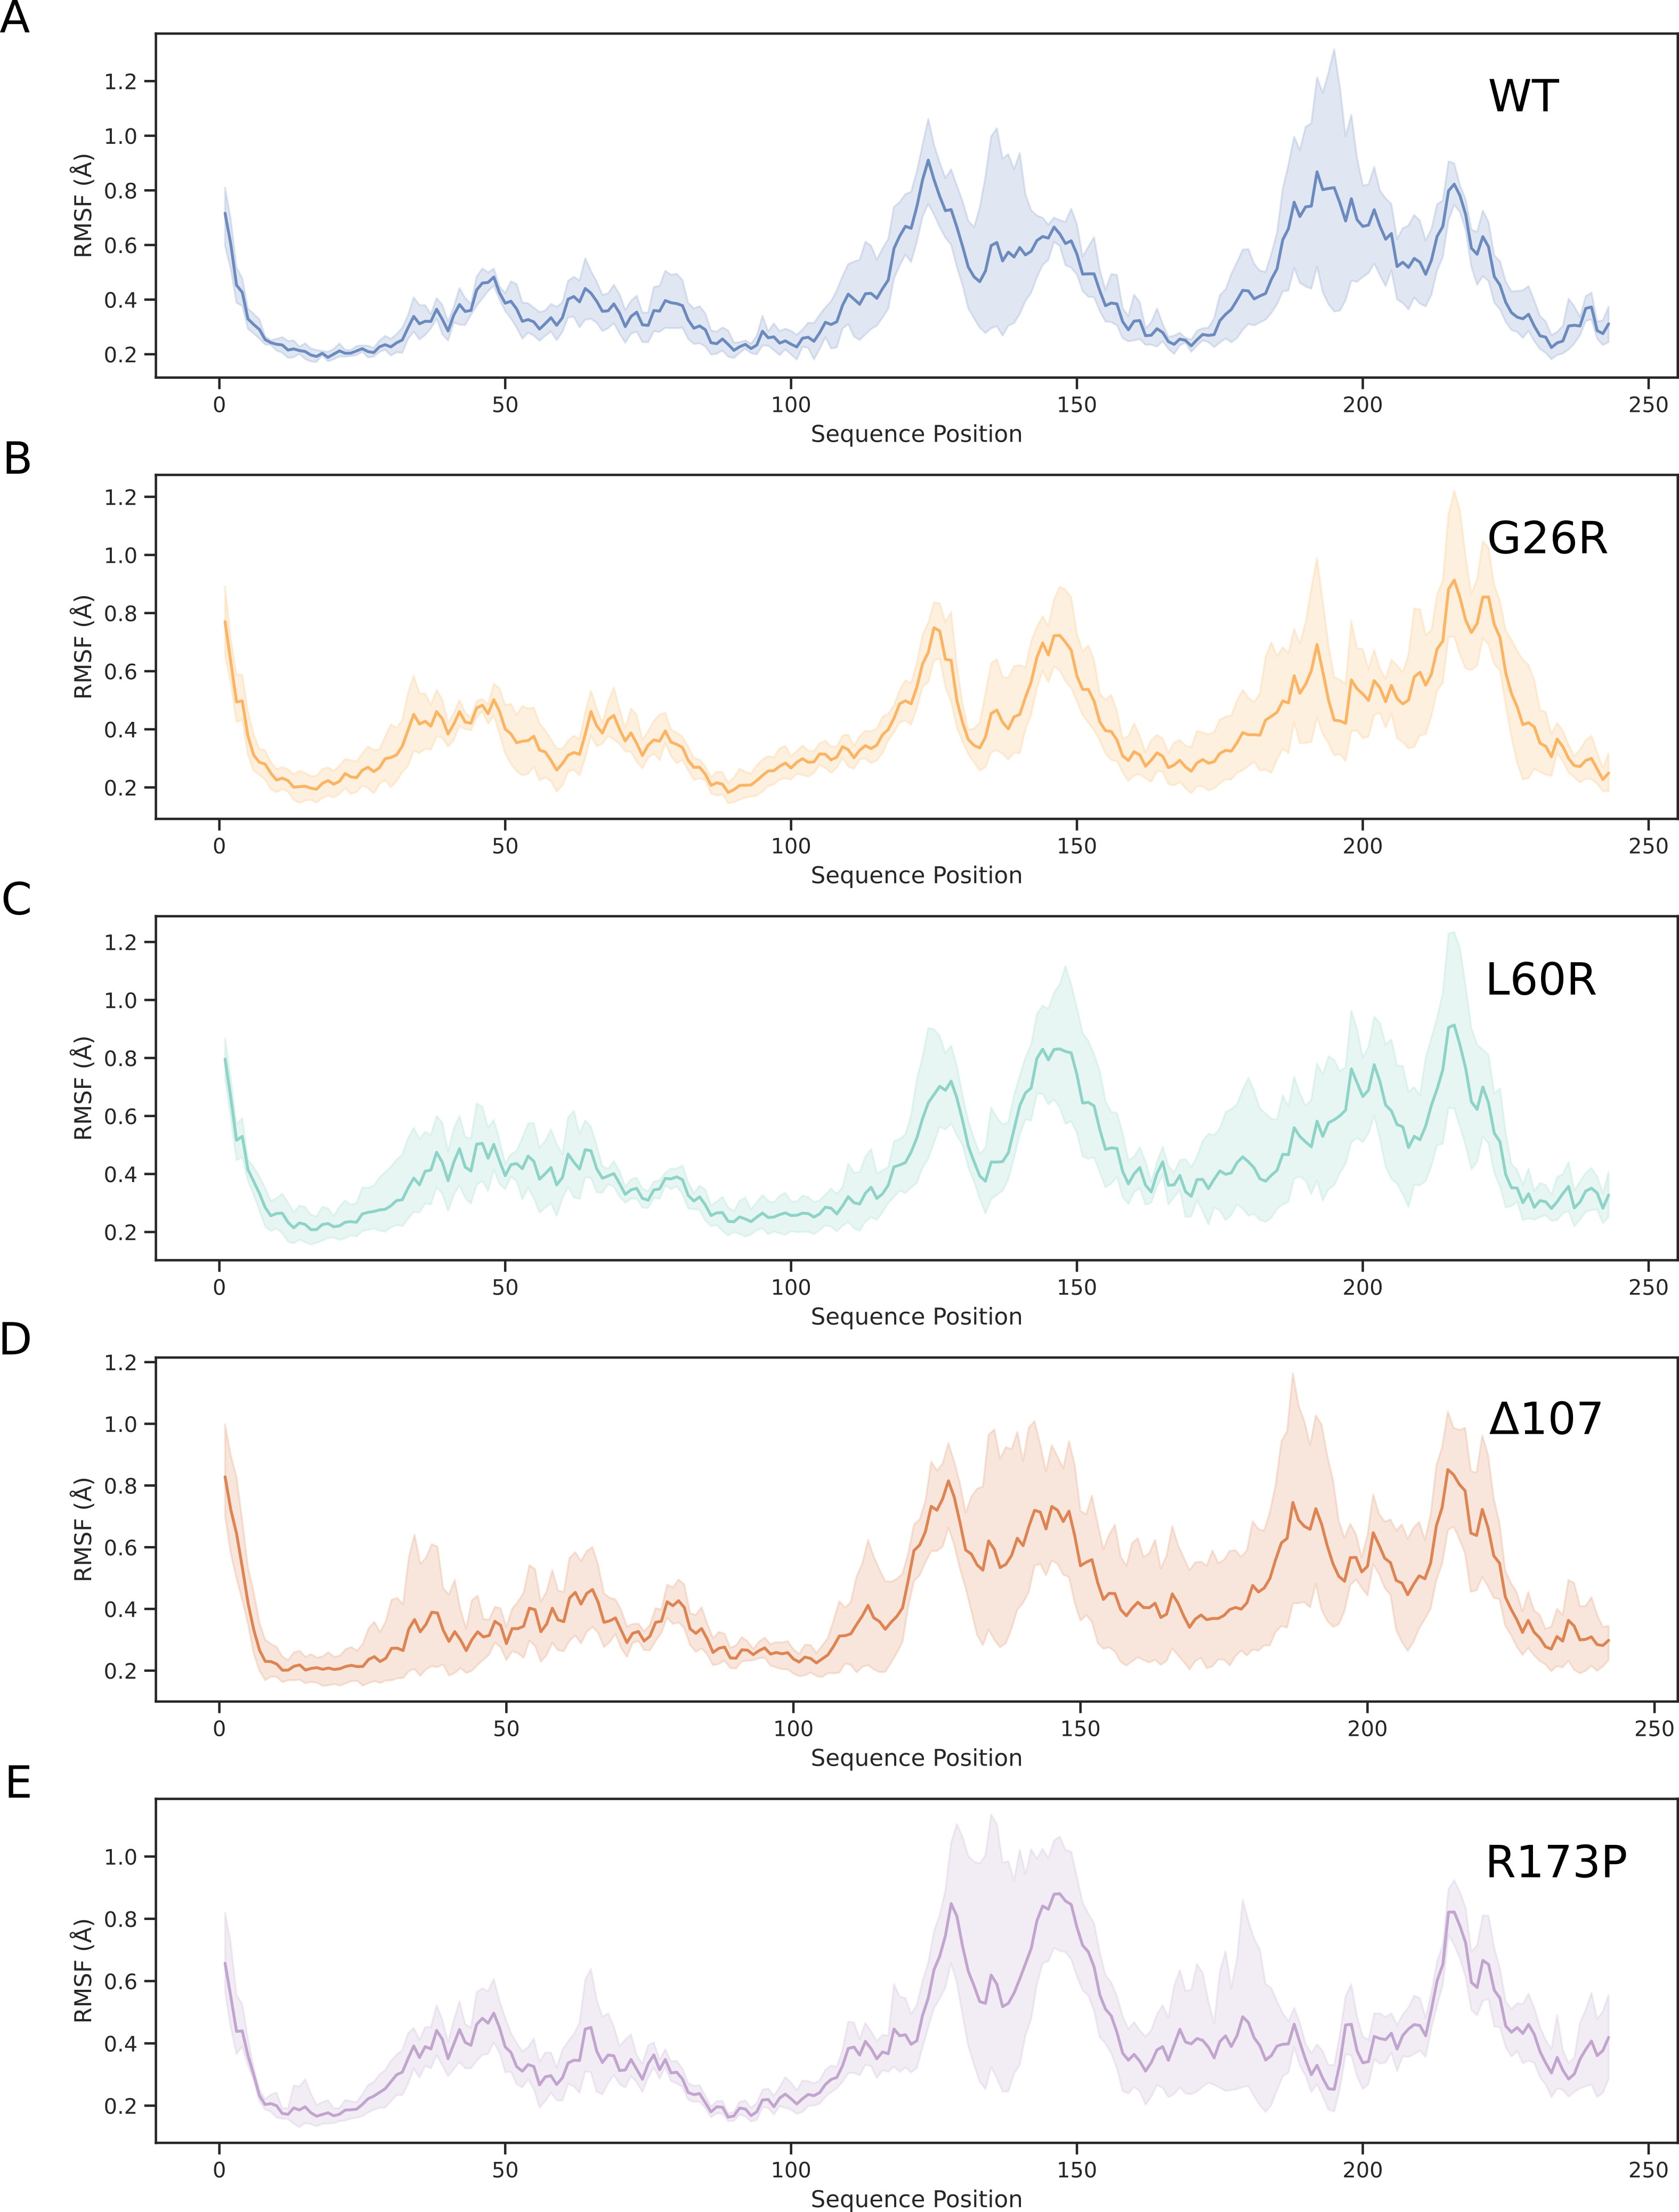 A
WT
RMSF (Å)
1.2
1.0
0.8
0.6
0.4
0.2
0 50 100 150 200 250
Sequence Position
B
G26R
RMSF (Å)
1.2
1.0
0.8
0.6
0.4
0.2
0 50 100 150 200 250
Sequence Position
C
L60R
RMSF (Å)
1.2
1.0
0.8
0.6
0.4
0.2
0 50 100 150 200 250
Sequence Position
D
Δ107
RMSF (Å)
1.2
1.0
0.8
0.6
0.4
0.2
0 50 100 150 200 250
Sequence Position
E
R173P
RMSF (Å)
1.0
0.8
0.6
0.4
0.2
0 50 100 150 200 250
Sequence Position